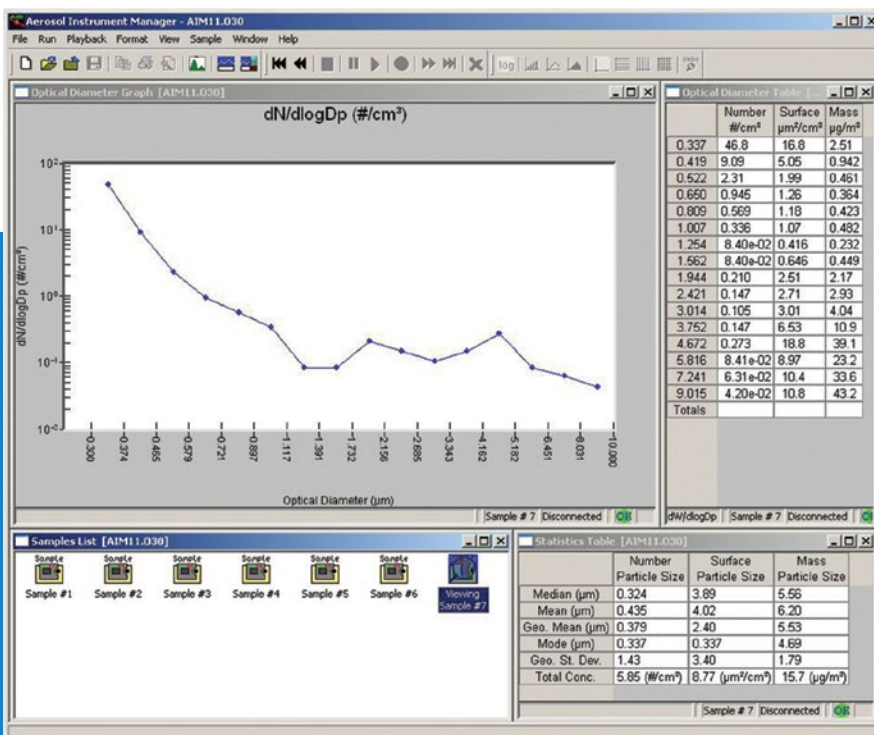 Aerosol Instrument Manager - AIM11.030
File Run Playback Format View Sample Window Help
log
Optical Diameter Graph [AIM11.030]
dN/dlogDp (#/cm³)
dN/dlogDp (#/cm³)
10²
10¹
10⁰
10⁻¹
10⁻²
0.300 0.374 0.465 0.579 0.721 0.897 1.117 1.391 1.732 2.156 2.685 3.343 4.162 5.182 6.451 8.031 10.000
Optical Diameter (µm)
Sample # 7 Disconnected OK
Optical Diameter Table [...
Number Surface Mass
#/cm³ µm²/cm³ µg/m³
0.337 46.8 16.8 2.51
0.419 9.09 5.05 0.942
0.522 2.31 1.99 0.461
0.650 0.945 1.26 0.364
0.809 0.569 1.18 0.423
1.007 0.336 1.07 0.482
1.254 8.40e-02 0.416 0.232
1.562 8.40e-02 0.646 0.449
1.944 0.210 2.51 2.17
2.421 0.147 2.71 2.93
3.014 0.105 3.01 4.04
3.752 0.147 6.53 10.9
4.672 0.273 18.8 39.1
5.816 8.41e-02 8.97 23.2
7.241 6.31e-02 10.4 33.6
9.015 4.20e-02 10.8 43.2
Totals
dW/dlogDp Sample # 7 Disconnected
Samples List [AIM11.030]
Sample Sample Sample Sample Sample Sample
Sample #1 Sample #2 Sample #3 Sample #4 Sample #5 Sample #6 Viewing
Sample #7
Statistics Table [AIM11.030]
Number Surface Mass
Particle Size Particle Size Particle Size
Median (µm) 0.324 3.89 5.56
Mean (µm) 0.435 4.02 6.20
Geo. Mean (µm) 0.379 2.40 5.53
Mode (µm) 0.337 0.337 4.69
Geo. St. Dev. 1.43 3.40 1.79
Total Conc. 5.85 (#/cm³) 8.77 (µm²/cm³) 15.7 (µg/m³)
Sample # 7 Disconnected OK